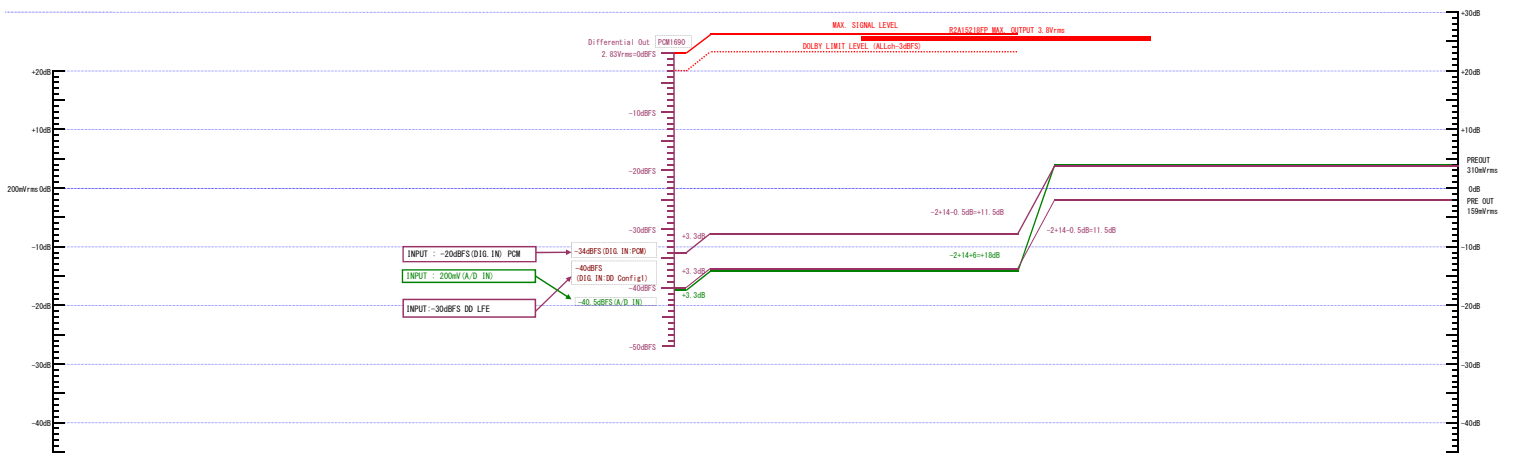 +30dB
MAX. SIGNAL LEVEL
R2A15218FP MAX. OUTPUT 3.8Vrms
Differential Out PCM1690
DOLBY LIMIT LEVEL (ALLch-3dBFS)
2.83Vrms=0dBFS
+20dB
+20dB
-10dBFS
+10dB
+10dB
PREOUT
310mVrms
-20dBFS
200mVrms 0dB
0dB
PRE OUT
159mVrms
-2+14-0.5dB=+11.5dB
-30dBFS
-2+14-0.5dB=11.5dB
+3.3dB
-10dB
-10dB
INPUT : -20dBFS(DIG. IN) PCM
-34dBFS(DIG. IN:PCM)
-2+14+6=+18dB
-40dBFS
(DIG. IN:DD Config1)
+3.3dB
INPUT : 200mV(A/D IN)
-40dBFS
+3.3dB
-40.5dBFS(A/D IN)
INPUT:-30dBFS DD LFE
-20dB
-20dB
-50dBFS
-30dB
-30dB
-40dB
-40dB